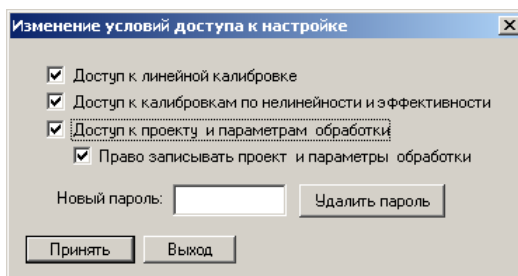 Изменение условий доступа к настройке
Доступ к линейной калибровке
Доступ к калибровкам по нелинейности и эффективности
Доступ к проекту и параметрам обработки
Право записывать проект и параметры обработки
Новый пароль:
Удалить пароль
Принять
Выход